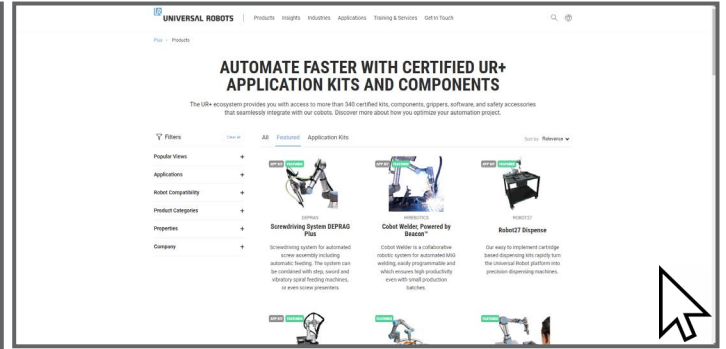 UNIVERSAL ROBOTS
Products Insights Industries Applications Training & Services Get In Touch
Plus > Products
AUTOMATE FASTER WITH CERTIFIED UR+
APPLICATION KITS AND COMPONENTS
The UR+ ecosystem provides you with access to more than 340 certified kits, components, grippers, software, and safety accessories
that seamlessly integrate with our cobots. Discover more about how you optimize your automation project.
Filters Clear all
All Featured Application Kits
Sort by Relevance
Popular Views +
Applications +
Robot Compatibility +
Product Categories +
Properties +
Company +
APP KIT FEATURED
DEPRAG
Screwdriving System DEPRAG
Plus
Screwdriving system for automated
screw assembly including
automatic feeding. The system can
be combined with step, sword and
vibratory spiral feeding machines,
or even screw presenters
APP KIT FEATURED
HIREBOTICS
Cobot Welder, Powered by
Beacon™
Cobot Welder is a collaborative
robotic system for automated MIG
welding, easily programmable and
which ensures high productivity
even with small production
batches.
APP KIT FEATURED
ROBOT27
Robot27 Dispense
Our easy to implement cartridge
based dispensing kits rapidly turn
the Universal Robot platform into
precision dispensing machines.
APP KIT FEATURED
FEATURED
FEATURED